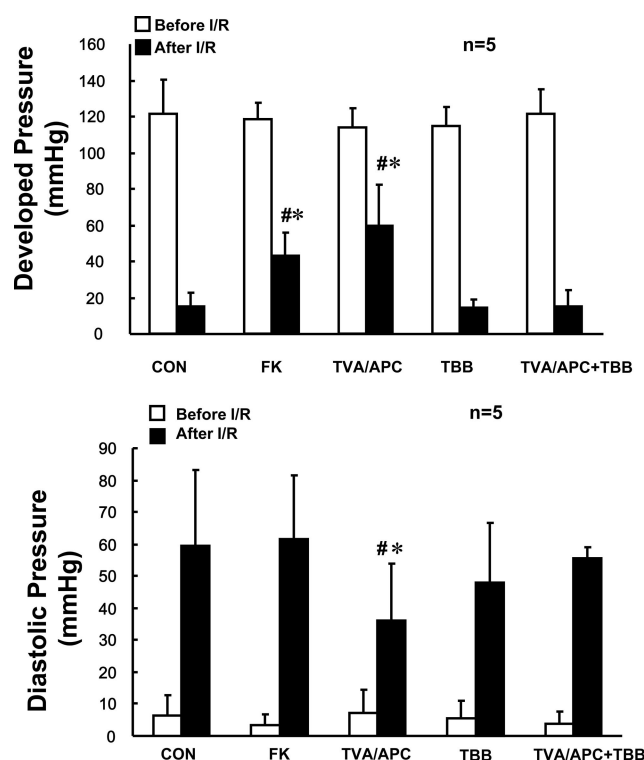 Before I/R
After I/R
n=5
Developed Pressure
(mmHg)
160
140
120
100
80
60
40
20
0
#*
#*
CON FK TVA/APC TBB TVA/APC+TBB
Before I/R
After I/R
n=5
Diastolic Pressure
(mmHg)
90
80
70
60
50
40
30
20
10
0
#*
CON FK TVA/APC TBB TVA/APC+TBB